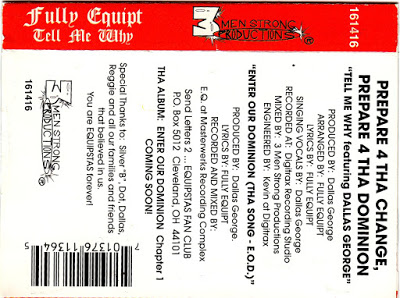 Fully Equipt
Tell Me Why
MEN STRONG
PRODUCTIONS
161416
PREPARE 4 THA CHANGE,
PREPARE 4 THA DOMINION
"TELL ME WHY featuring DALLAS GEORGE"
PRODUCED BY: Dallas George
ARRANGED BY: FULLY EQUIPT
LYRICS BY: FULLY EQUIPT
SINGING VOCALS BY: Dallas George
RECORDED AT: Digitrax Recording Studio
MIXED BY: 3 Men Strong Productions
ENGINEERED BY: Kevin at Digitrax
"ENTER OUR DOMINION (THA SONG - E.O.D.)"
PRODUCED BY: Dallas George.
LYRICS BY: FULLY EQUIPT
RECORDED AND MIXED BY:
E.Q. at Masterwerks Recording Complex
Send Letters 2 ... EQUIPSTAS FAN CLUB
P.O. Box 5012 Cleveland, OH 44101
THA ALBUM: ENTER OUR DOMINION Chapter 1
COMING SOON!
Special Thanks to: Silver "B", Dot, Dallas,
Reggie and all our families and friends
that believed in us.
You are EQUIPSTAS forever!
MEN STRONG
PRODUCTIONS
161416
7 01376 11364 5